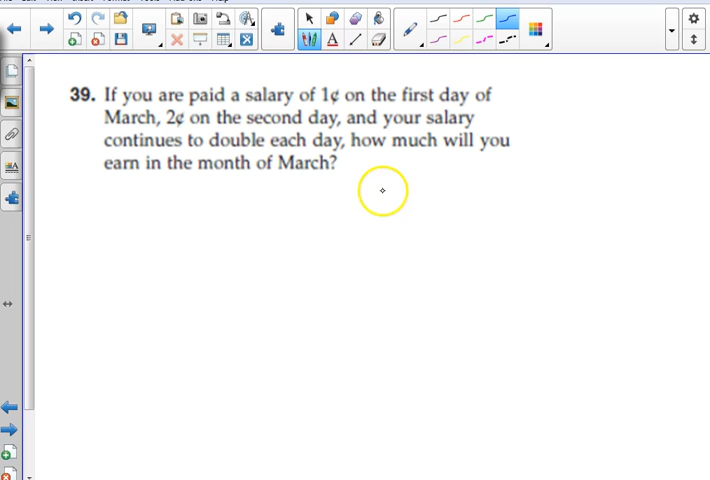 39. If you are paid a salary of 1¢ on the first day of
March, 2¢ on the second day, and your salary
continues to double each day, how much will you
earn in the month of March?